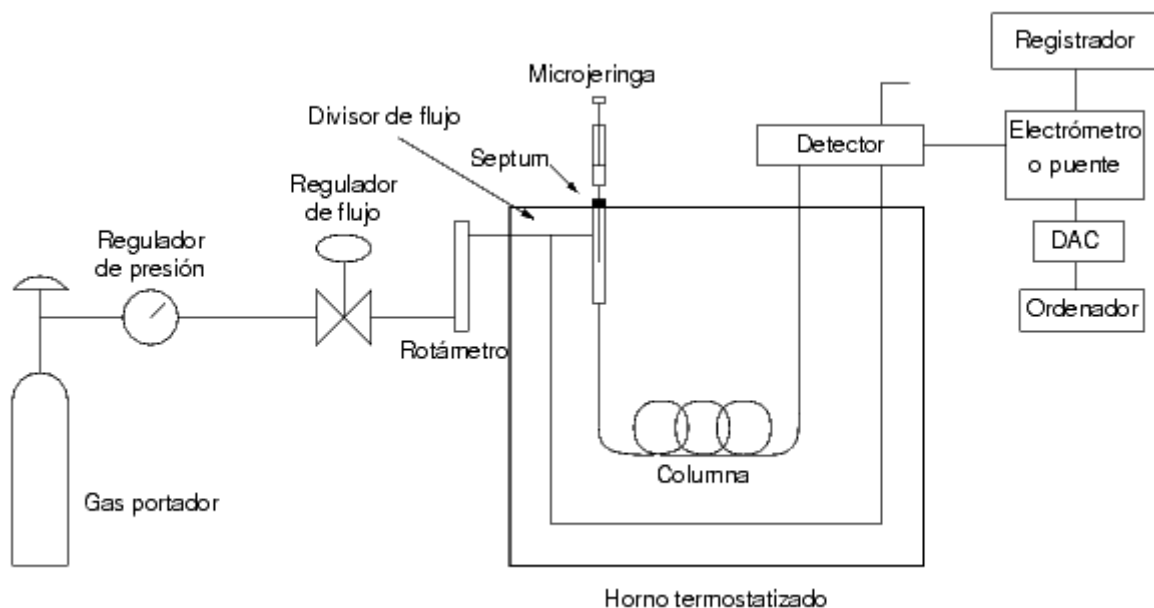 Registrador
Microjeringa
Divisor de flujo
Detector
Electrómetro
o puente
Septum
Regulador
de flujo
DAC
Regulador
de presión
Ordenador
Rotámetro
Columna
Gas portador
Horno termostatizado